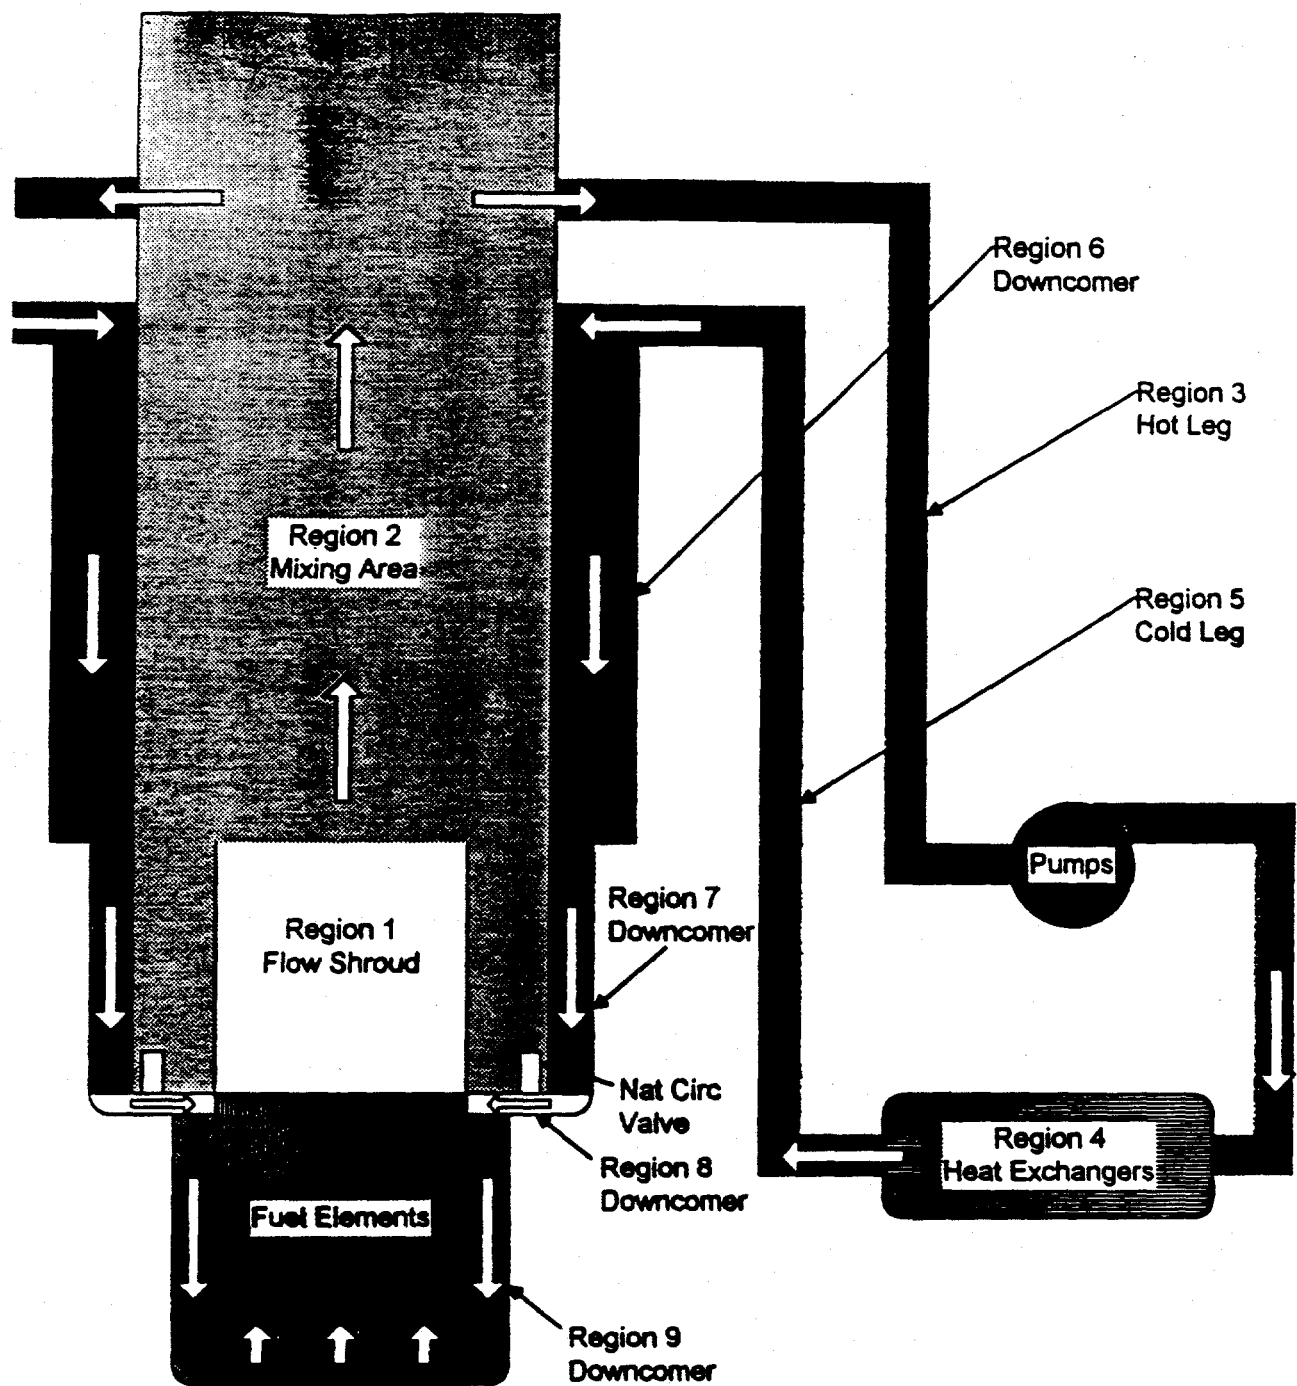 Region 6
Downcomer
Region 3
Hot Leg
Region 2
Mixing Area
Region 5
Cold Leg
Pumps
Region 7
Downcomer
Region 1
Flow Shroud
Nat Circ
Valve
Region 4
Heat Exchangers
Region 8
Downcomer
Fuel Elements
Region 9
Downcomer